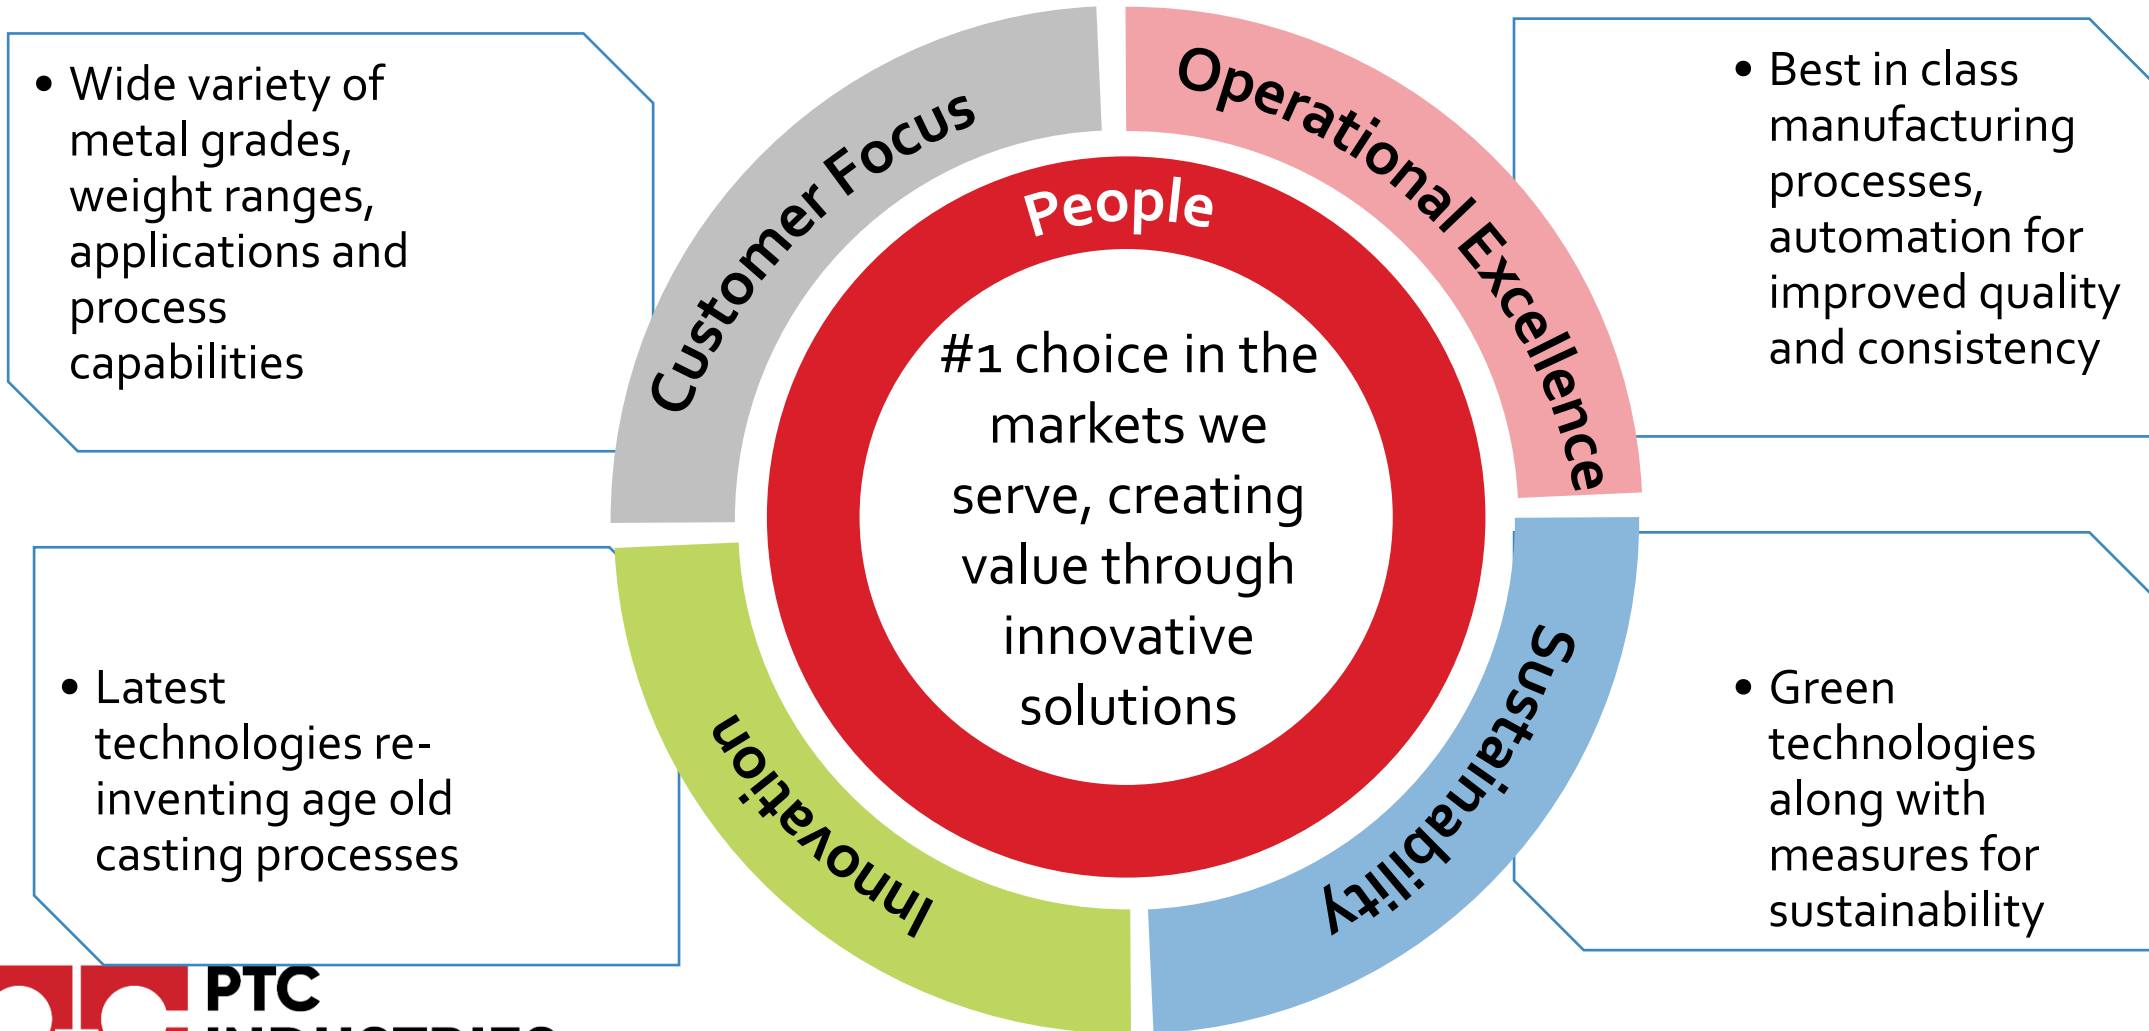 • Wide variety of
metal grades,
weight ranges,
applications and
process
capabilities
Customer Focus
Operational Excellence
• Best in class
manufacturing
processes,
automation for
improved quality
and consistency
People
#1 choice in the
markets we
serve, creating
value through
innovative
solutions
• Latest
technologies re-
inventing age old
casting processes
Innovation
Sustainability
• Green
technologies
along with
measures for
sustainability
PTC
INDUSTRIES